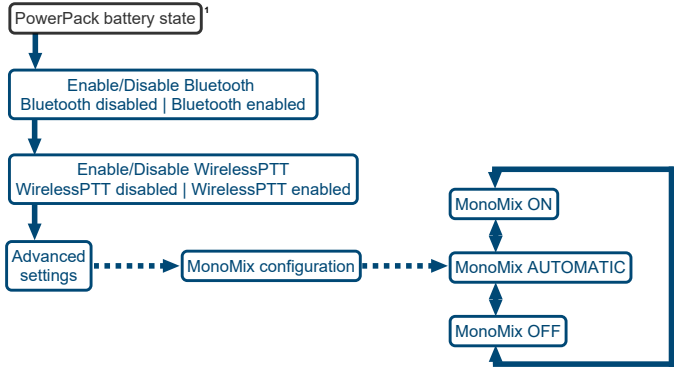 PowerPack battery state ¹
Enable/Disable Bluetooth
Bluetooth disabled | Bluetooth enabled
Enable/Disable WirelessPTT
WirelessPTT disabled | WirelessPTT enabled
Advanced
settings
MonoMix configuration
MonoMix ON
MonoMix AUTOMATIC
MonoMix OFF